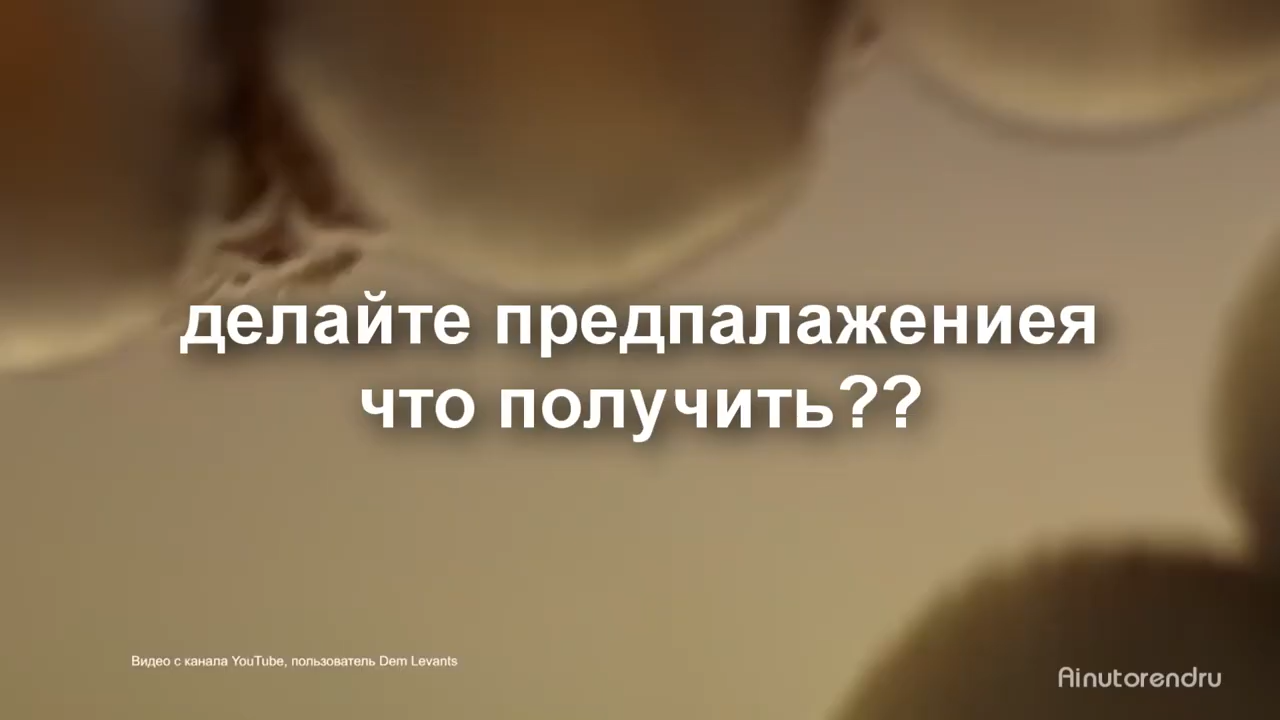 делайте предпалажениея
что получить??
Видео с канала YouTube, пользователь Dem Levants
Ainutorendru